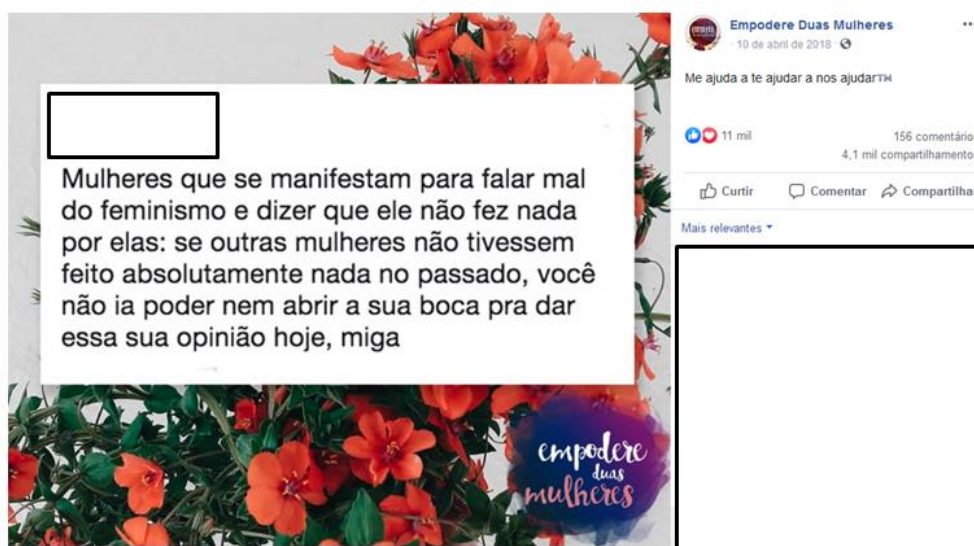 Mulheres que se manifestam para falar mal
do feminismo e dizer que ele não fez nada
por elas: se outras mulheres não tivessem
feito absolutamente nada no passado, você
não ia poder nem abrir a sua boca pra dar
essa sua opinião hoje, miga
empodere
duas
mulheres
Empodere Duas Mulheres
10 de abril de 2018
Me ajuda a te ajudar a nos ajudar™
11 mil
156 comentário
4,1 mil compartilhamento
Curtir Comentar Compartilha
Mais relevantes